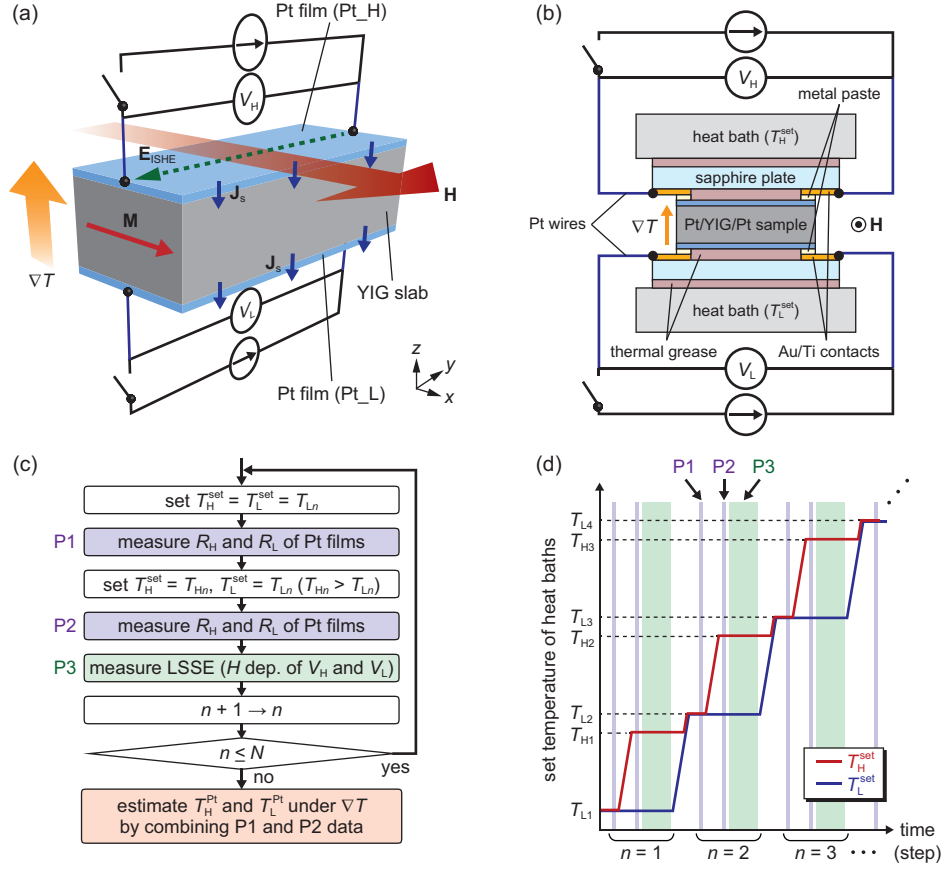 (a)
Pt film (Pt_H)
V_H
E_ISHE
J_s
H
M
∇T
J_s
YIG slab
V_L
Pt film (Pt_L)
z
y
x
(b)
V_H
metal paste
heat bath (T_H^set)
sapphire plate
Pt wires
∇T
Pt/YIG/Pt sample
H
heat bath (T_L^set)
thermal grease
Au/Ti contacts
V_L
(c)
set T_H^set = T_L^set = T_Ln
P1
measure R_H and R_L of Pt films
set T_H^set = T_Hn, T_L^set = T_Ln (T_Hn > T_Ln)
P2
measure R_H and R_L of Pt films
P3
measure LSSE (H dep. of V_H and V_L)
n + 1 → n
n ≤ N
yes
no
estimate T_H^Pt and T_L^Pt under ∇T
by combining P1 and P2 data
(d)
P1 P2 P3
set temperature of heat baths
T_L4
T_H3
T_L3
T_H2
T_L2
T_H1
T_L1
T_H^set
T_L^set
time
(step)
n = 1 n = 2 n = 3 • • •